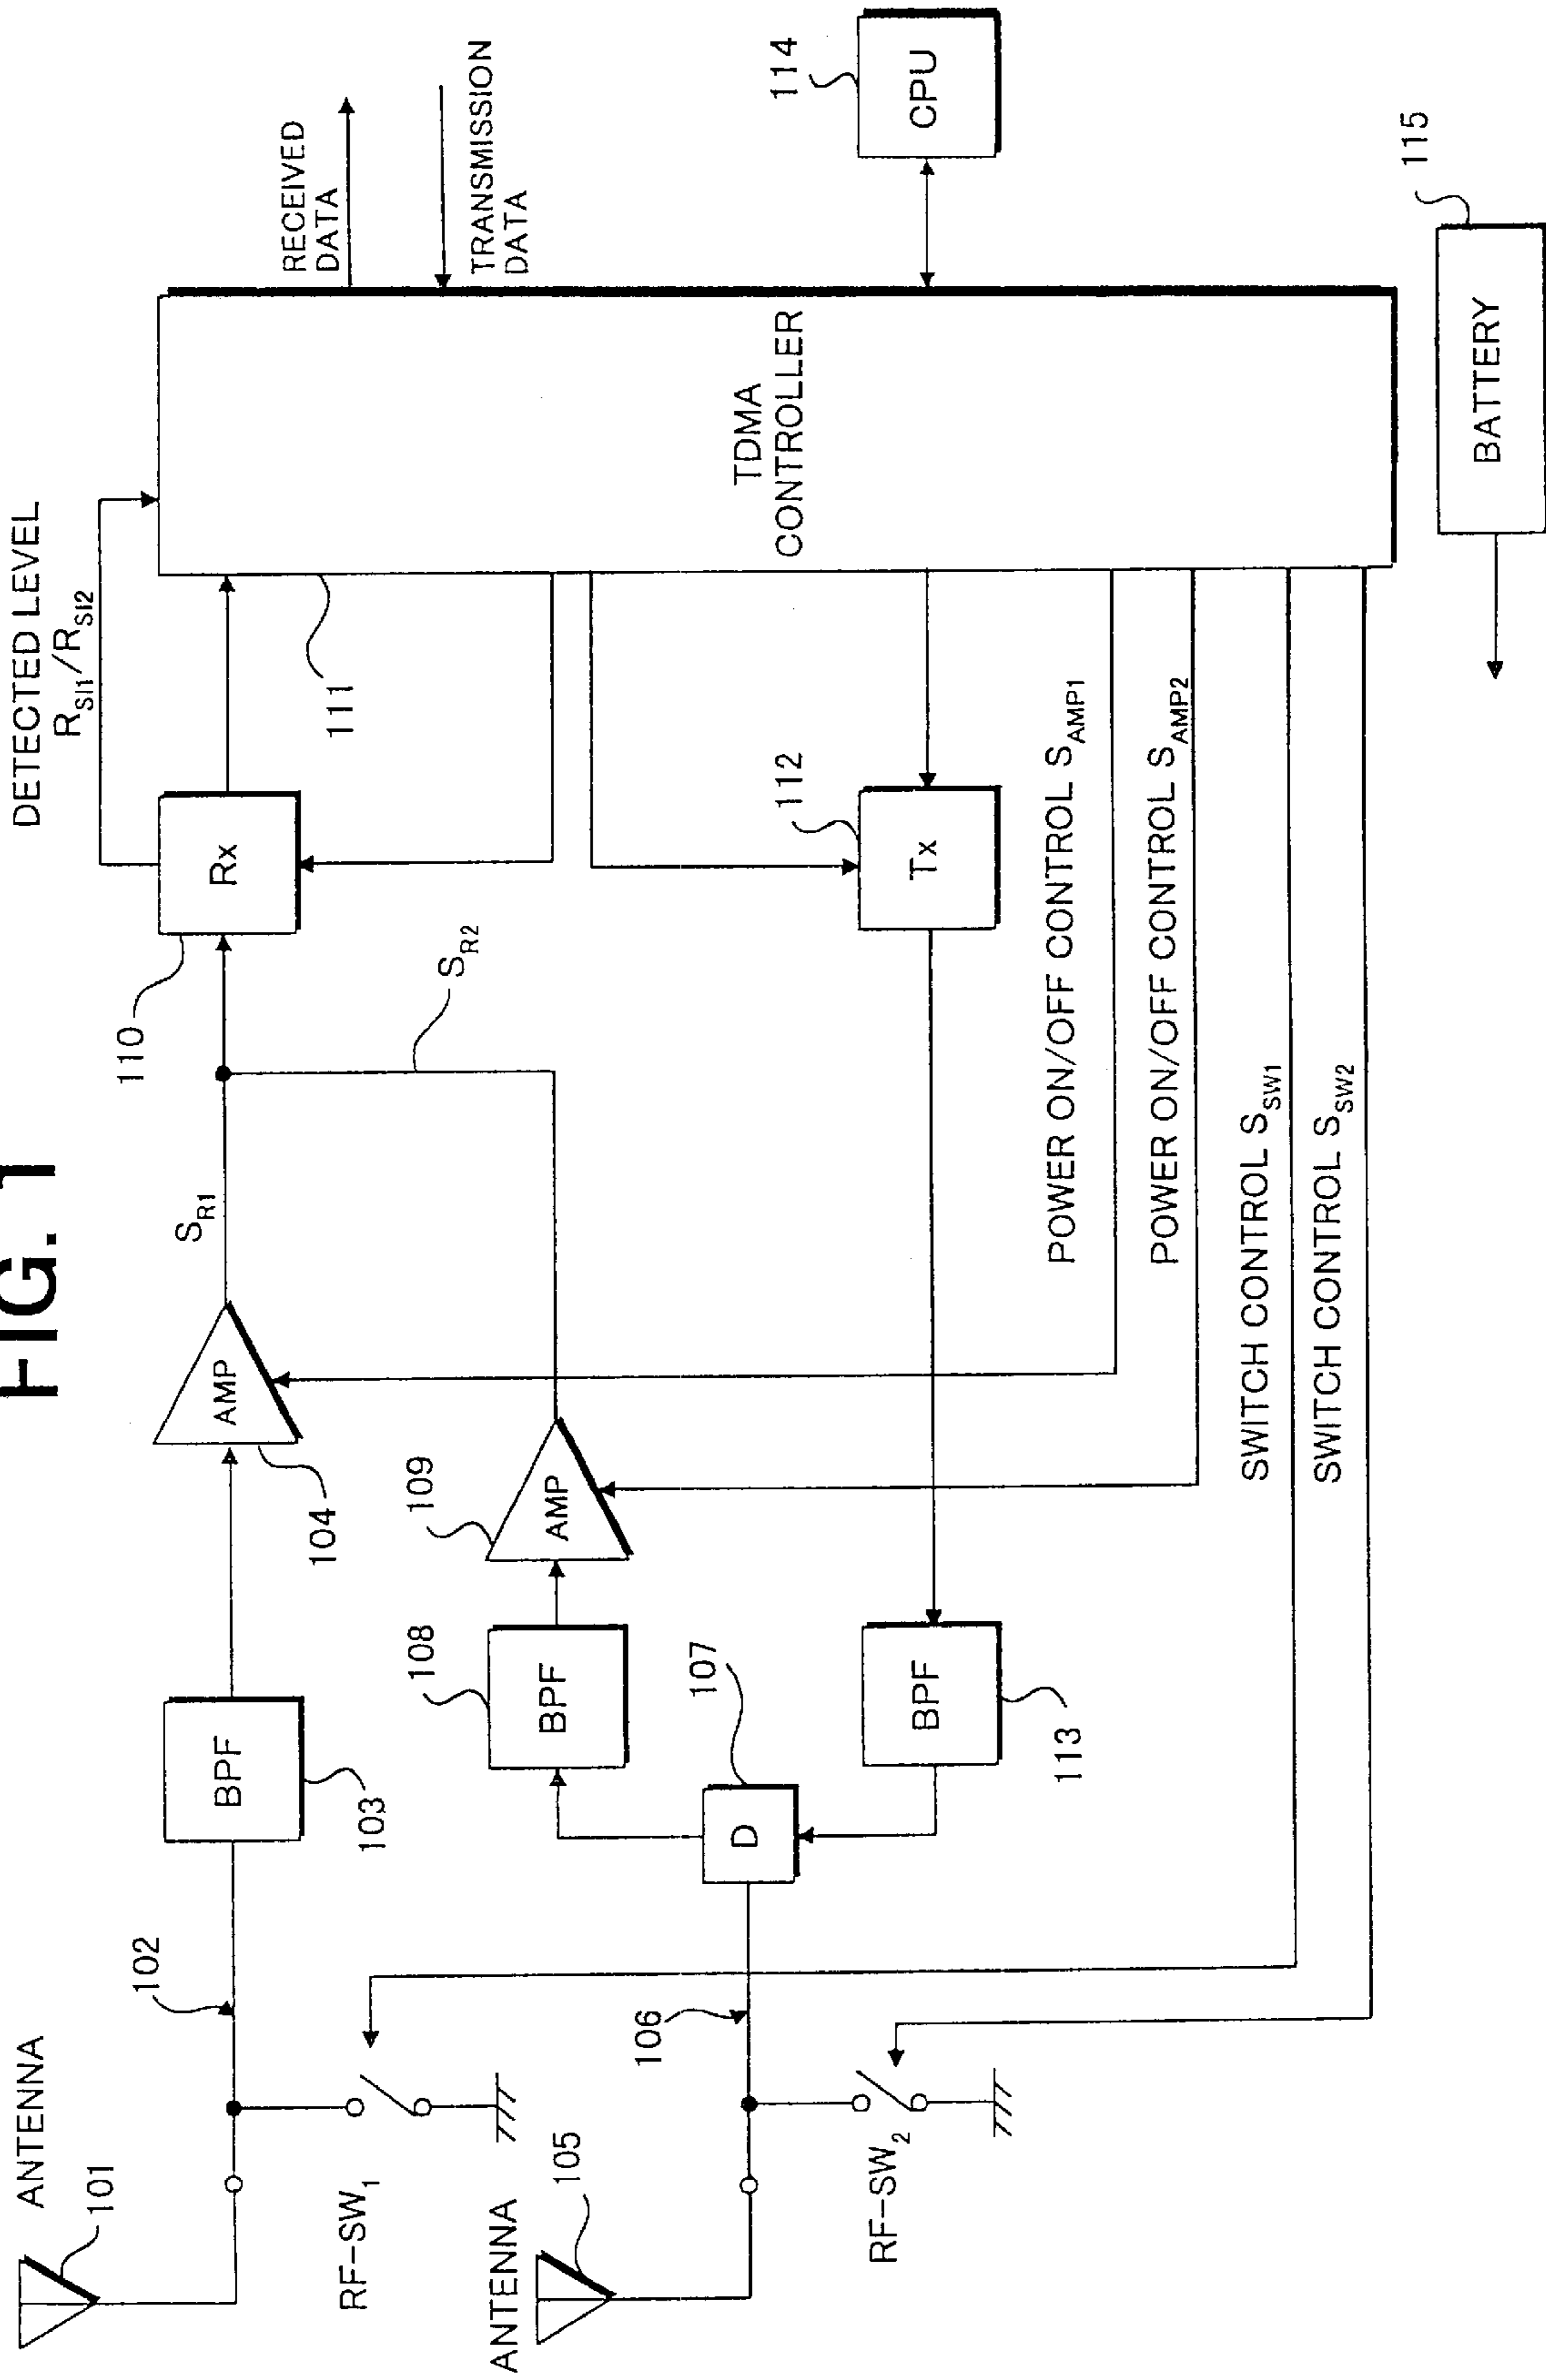 FIG. 1
DETECTED LEVEL
RSI1/RSI2
RECEIVED
DATA
TRANSMISSION
DATA
ANTENNA
101
102
BPF
103
AMP
104
SR1
110
Rx
111
TDMA
CONTROLLER
114
CPU
RF-SW1
ANTENNA
105
106
D
107
108
BPF
109
AMP
SR2
112
Tx
BPF
113
RF-SW2
POWER ON/OFF CONTROL SAMP1
POWER ON/OFF CONTROL SAMP2
SWITCH CONTROL SSW1
SWITCH CONTROL SSW2
115
BATTERY